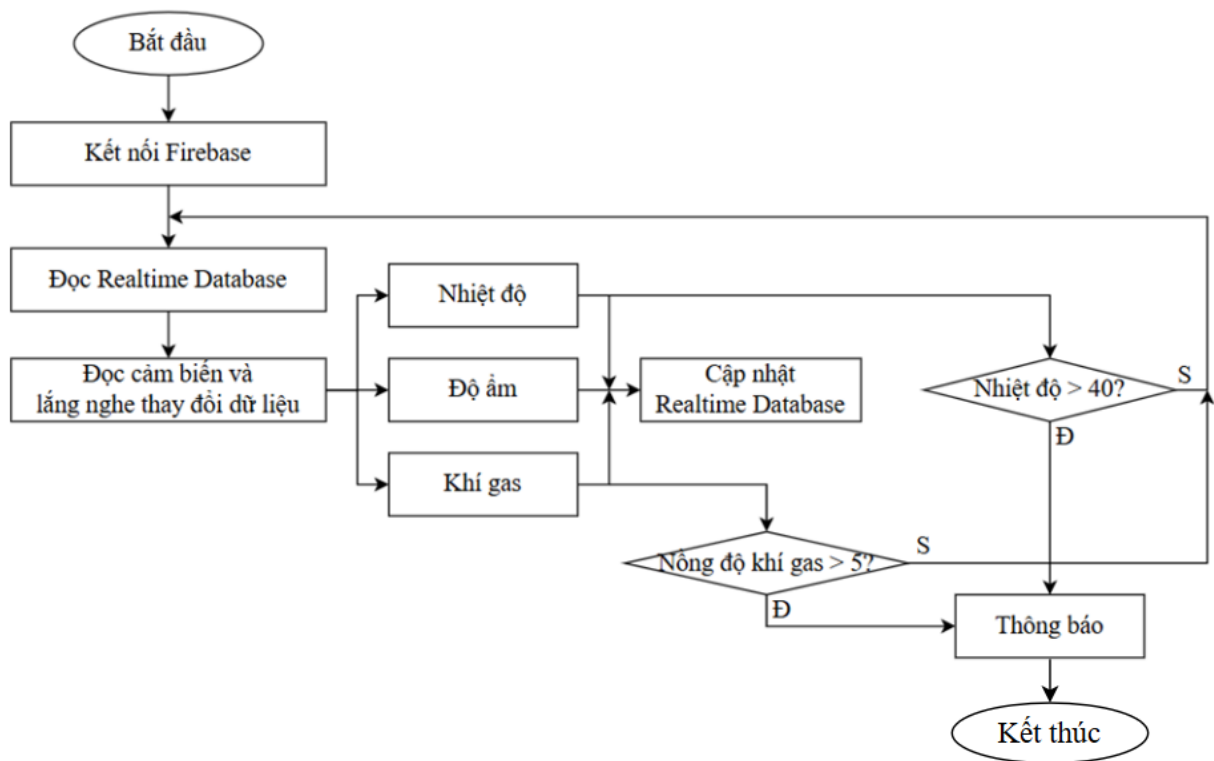 Bắt đầu
Kết nối Firebase
Đọc Realtime Database
Nhiệt độ
Đọc cảm biến và
lắng nghe thay đổi dữ liệu
Độ ẩm
Cập nhật
Realtime Database
Nhiệt độ > 40?
S
Đ
Khí gas
Nồng độ khí gas > 5?
S
Đ
Thông báo
Kết thúc